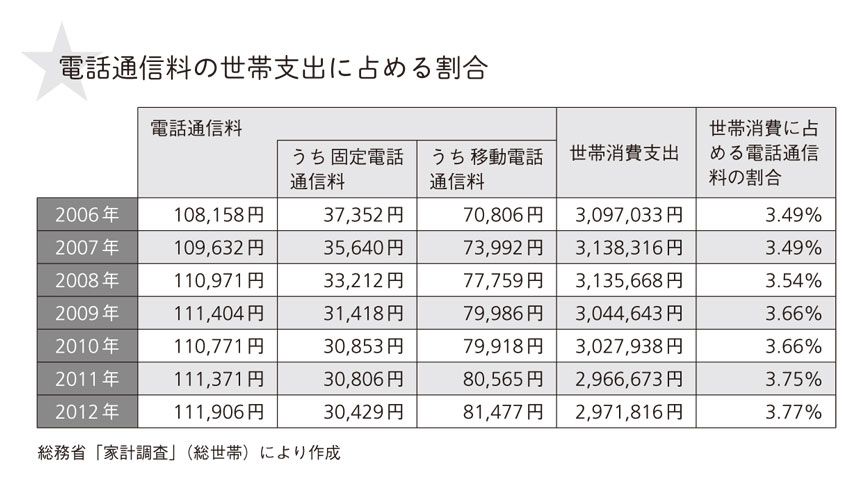 電話通信料の世帯支出に占める割合
電話通信料
うち 固定電話
通信料
うち 移動電話
通信料
世帯消費支出
世帯消費に占
める電話通信
料の割合
2006年 108,158円 37,352円 70,806円 3,097,033円 3.49%
2007年 109,632円 35,640円 73,992円 3,138,316円 3.49%
2008年 110,971円 33,212円 77,759円 3,135,668円 3.54%
2009年 111,404円 31,418円 79,986円 3,044,643円 3.66%
2010年 110,771円 30,853円 79,918円 3,027,938円 3.66%
2011年 111,371円 30,806円 80,565円 2,966,673円 3.75%
2012年 111,906円 30,429円 81,477円 2,971,816円 3.77%
総務省「家計調査」（総世帯）により作成